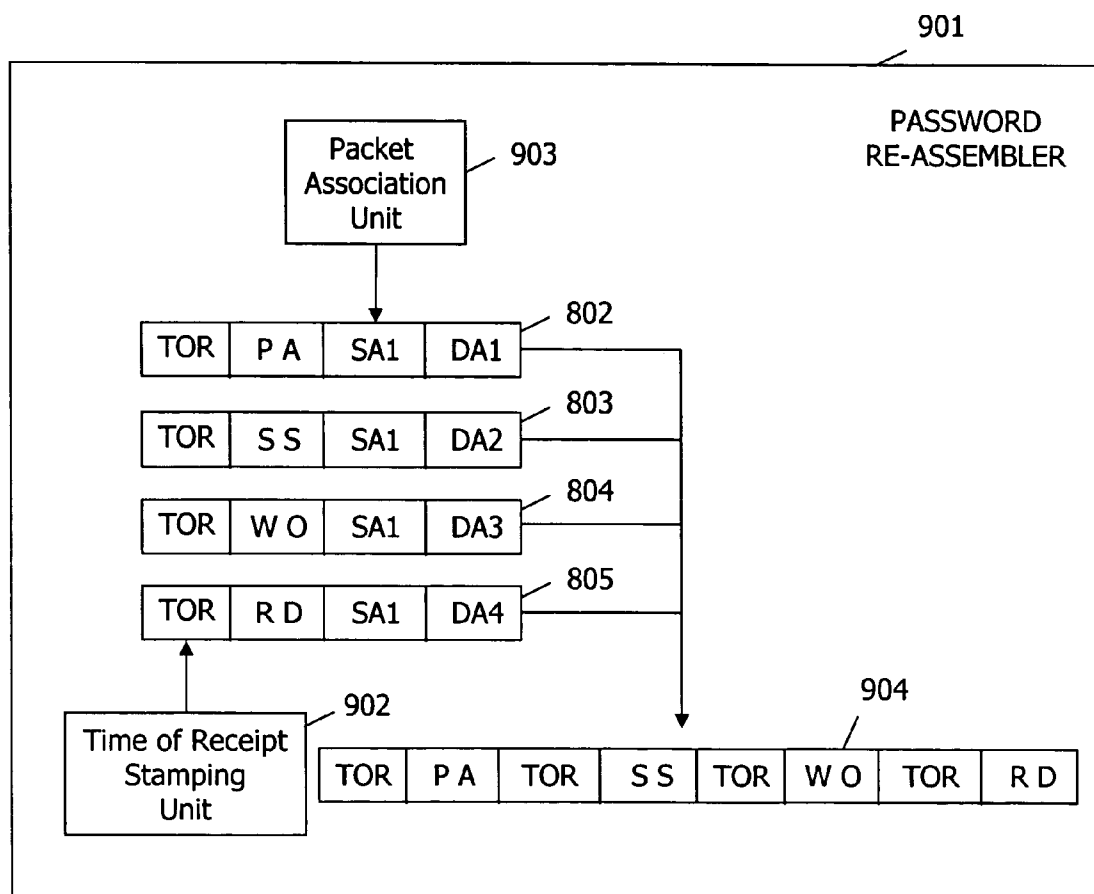 901
PASSWORD
RE-ASSEMBLER
Packet
Association
Unit
903
802
TOR P A SA1 DA1
803
TOR S S SA1 DA2
804
TOR W O SA1 DA3
805
TOR R D SA1 DA4
902
Time of Receipt
Stamping
Unit
904
TOR P A TOR S S TOR W O TOR R D